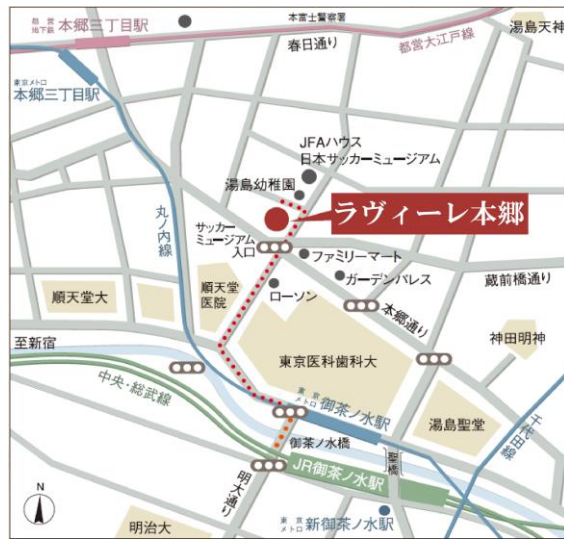 都営
地下鉄 本郷三丁目駅
本富士警察署
春日通り
都営大江戸線
湯島天神
東京メトロ
本郷三丁目駅
JFAハウス
日本サッカーミュージアム
湯島幼稚園
ラヴィーレ本郷
丸ノ内線
サッカー
ミュージアム
入口
ファミリーマート
ガーデンパレス
蔵前橋通り
順天堂大
順天堂
医院
ローソン
本郷通り
神田明神
至新宿
東京医科歯科大
中央・総武線
東京
メトロ 御茶ノ水駅
湯島聖堂
千代田線
御茶ノ水橋
聖橋
明大通り
JR御茶ノ水駅
N
明治大
東京
メトロ 新御茶ノ水駅